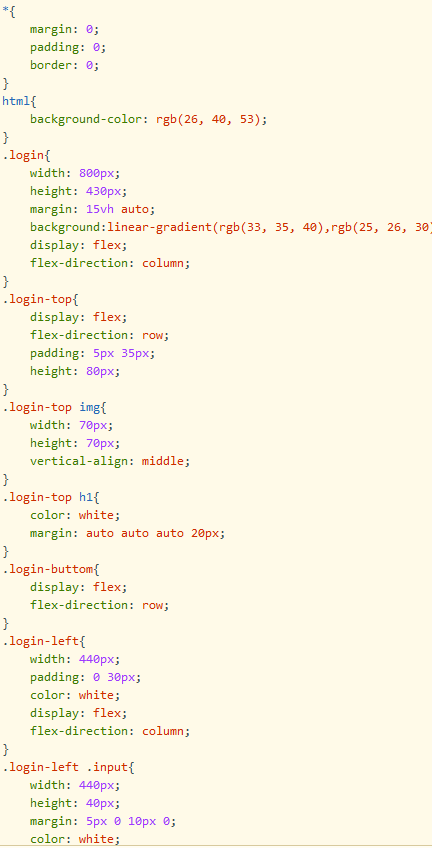 *{
    margin: 0;
    padding: 0;
    border: 0;
}
html{
    background-color: rgb(26, 40, 53);
}
.login{
    width: 800px;
    height: 430px;
    margin: 15vh auto;
    background:linear-gradient(rgb(33, 35, 40),rgb(25, 26, 30)
    display: flex;
    flex-direction: column;
}
.login-top{
    display: flex;
    flex-direction: row;
    padding: 5px 35px;
    height: 80px;
}
.login-top img{
    width: 70px;
    height: 70px;
    vertical-align: middle;
}
.login-top h1{
    color: white;
    margin: auto auto auto 20px;
}
.login-buttom{
    display: flex;
    flex-direction: row;
}
.login-left{
    width: 440px;
    padding: 0 30px;
    color: white;
    display: flex;
    flex-direction: column;
}
.login-left .input{
    width: 440px;
    height: 40px;
    margin: 5px 0 10px 0;
    color: white;